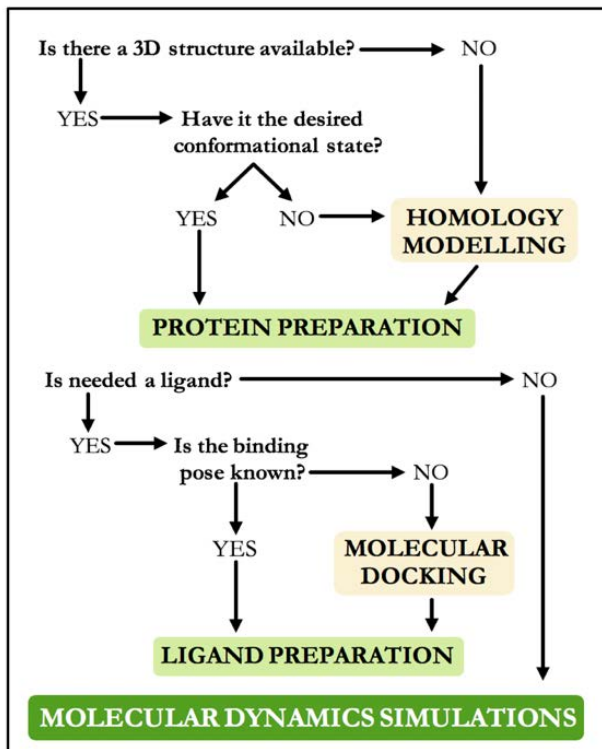 Is there a 3D structure available?
NO
YES
Have it the desired
conformational state?
YES
NO
HOMOLOGY
MODELLING
PROTEIN PREPARATION
Is needed a ligand?
NO
YES
Is the binding
pose known?
NO
YES
MOLECULAR
DOCKING
LIGAND PREPARATION
MOLECULAR DYNAMICS SIMULATIONS